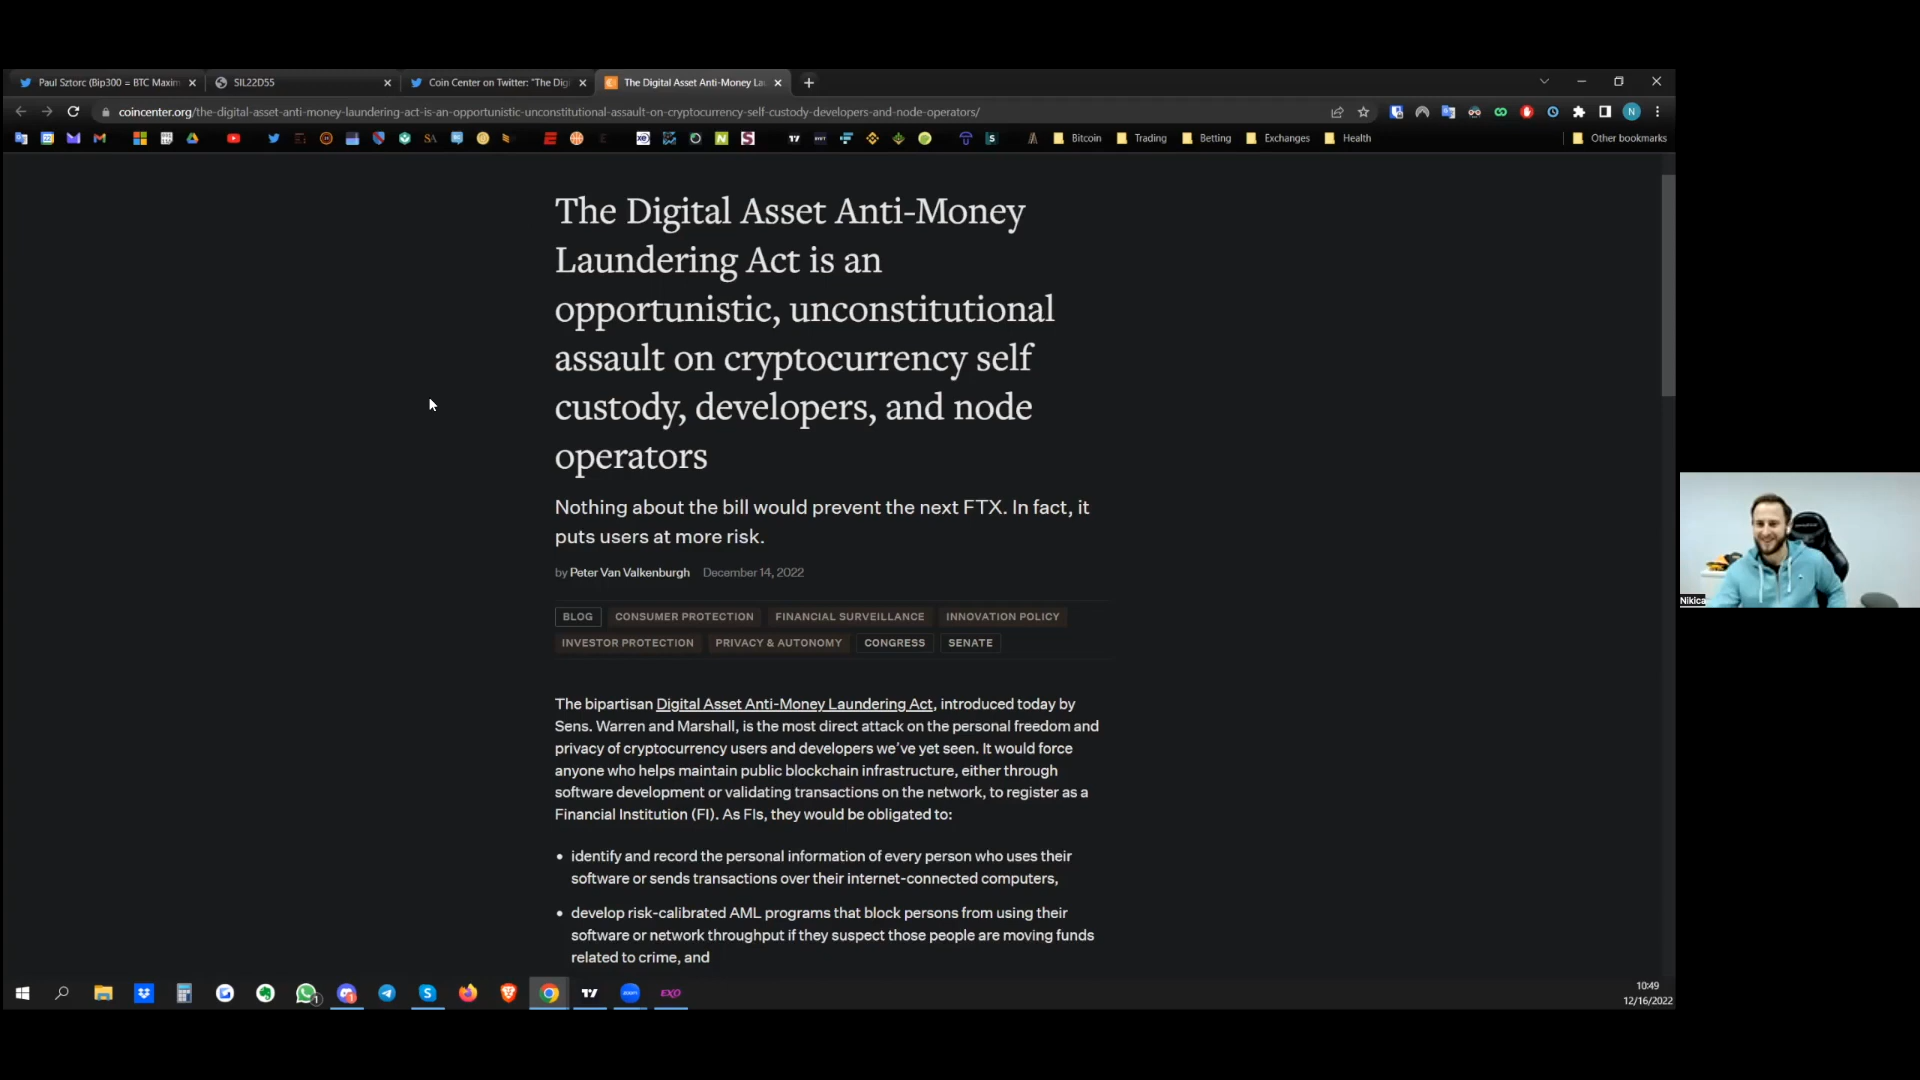 Paul Sztorc (Bip300 = BTC Maxim
SIL22D55
Coin Center on Twitter: "The Dig
The Digital Asset Anti-Money La
coincenter.org/the-digital-asset-anti-money-laundering-act-is-an-opportunistic-unconstitutional-assault-on-cryptocurrency-self-custody-developers-and-node-operators/
Bitcoin
Trading
Betting
Exchanges
Health
Other bookmarks
The Digital Asset Anti-Money
Laundering Act is an
opportunistic, unconstitutional
assault on cryptocurrency self
custody, developers, and node
operators
Nothing about the bill would prevent the next FTX. In fact, it
puts users at more risk.
by Peter Van Valkenburgh December 14, 2022
BLOG CONSUMER PROTECTION FINANCIAL SURVEILLANCE INNOVATION POLICY
INVESTOR PROTECTION PRIVACY & AUTONOMY CONGRESS SENATE
The bipartisan Digital Asset Anti-Money Laundering Act, introduced today by
Sens. Warren and Marshall, is the most direct attack on the personal freedom and
privacy of cryptocurrency users and developers we've yet seen. It would force
anyone who helps maintain public blockchain infrastructure, either through
software development or validating transactions on the network, to register as a
Financial Institution (FI). As FIs, they would be obligated to:
• identify and record the personal information of every person who uses their
software or sends transactions over their internet-connected computers,
• develop risk-calibrated AML programs that block persons from using their
software or network throughput if they suspect those people are moving funds
related to crime, and
Nikica
zoom
EXO
10:49
12/16/2022